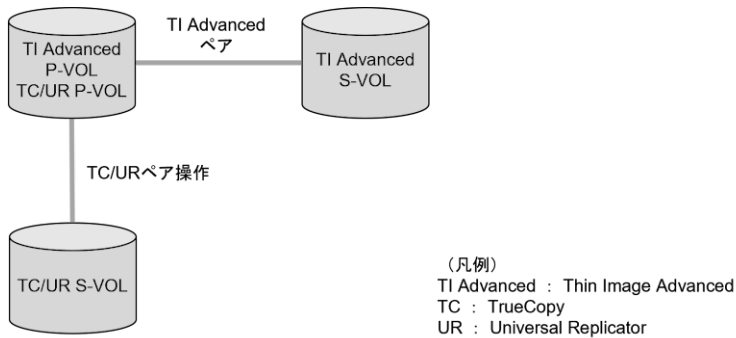 TI Advanced
P-VOL
TC/UR P-VOL
TI Advanced
ペア
TI Advanced
S-VOL
TC/URペア操作
TC/UR S-VOL
（凡例）
TI Advanced ： Thin Image Advanced
TC ： TrueCopy
UR ： Universal Replicator